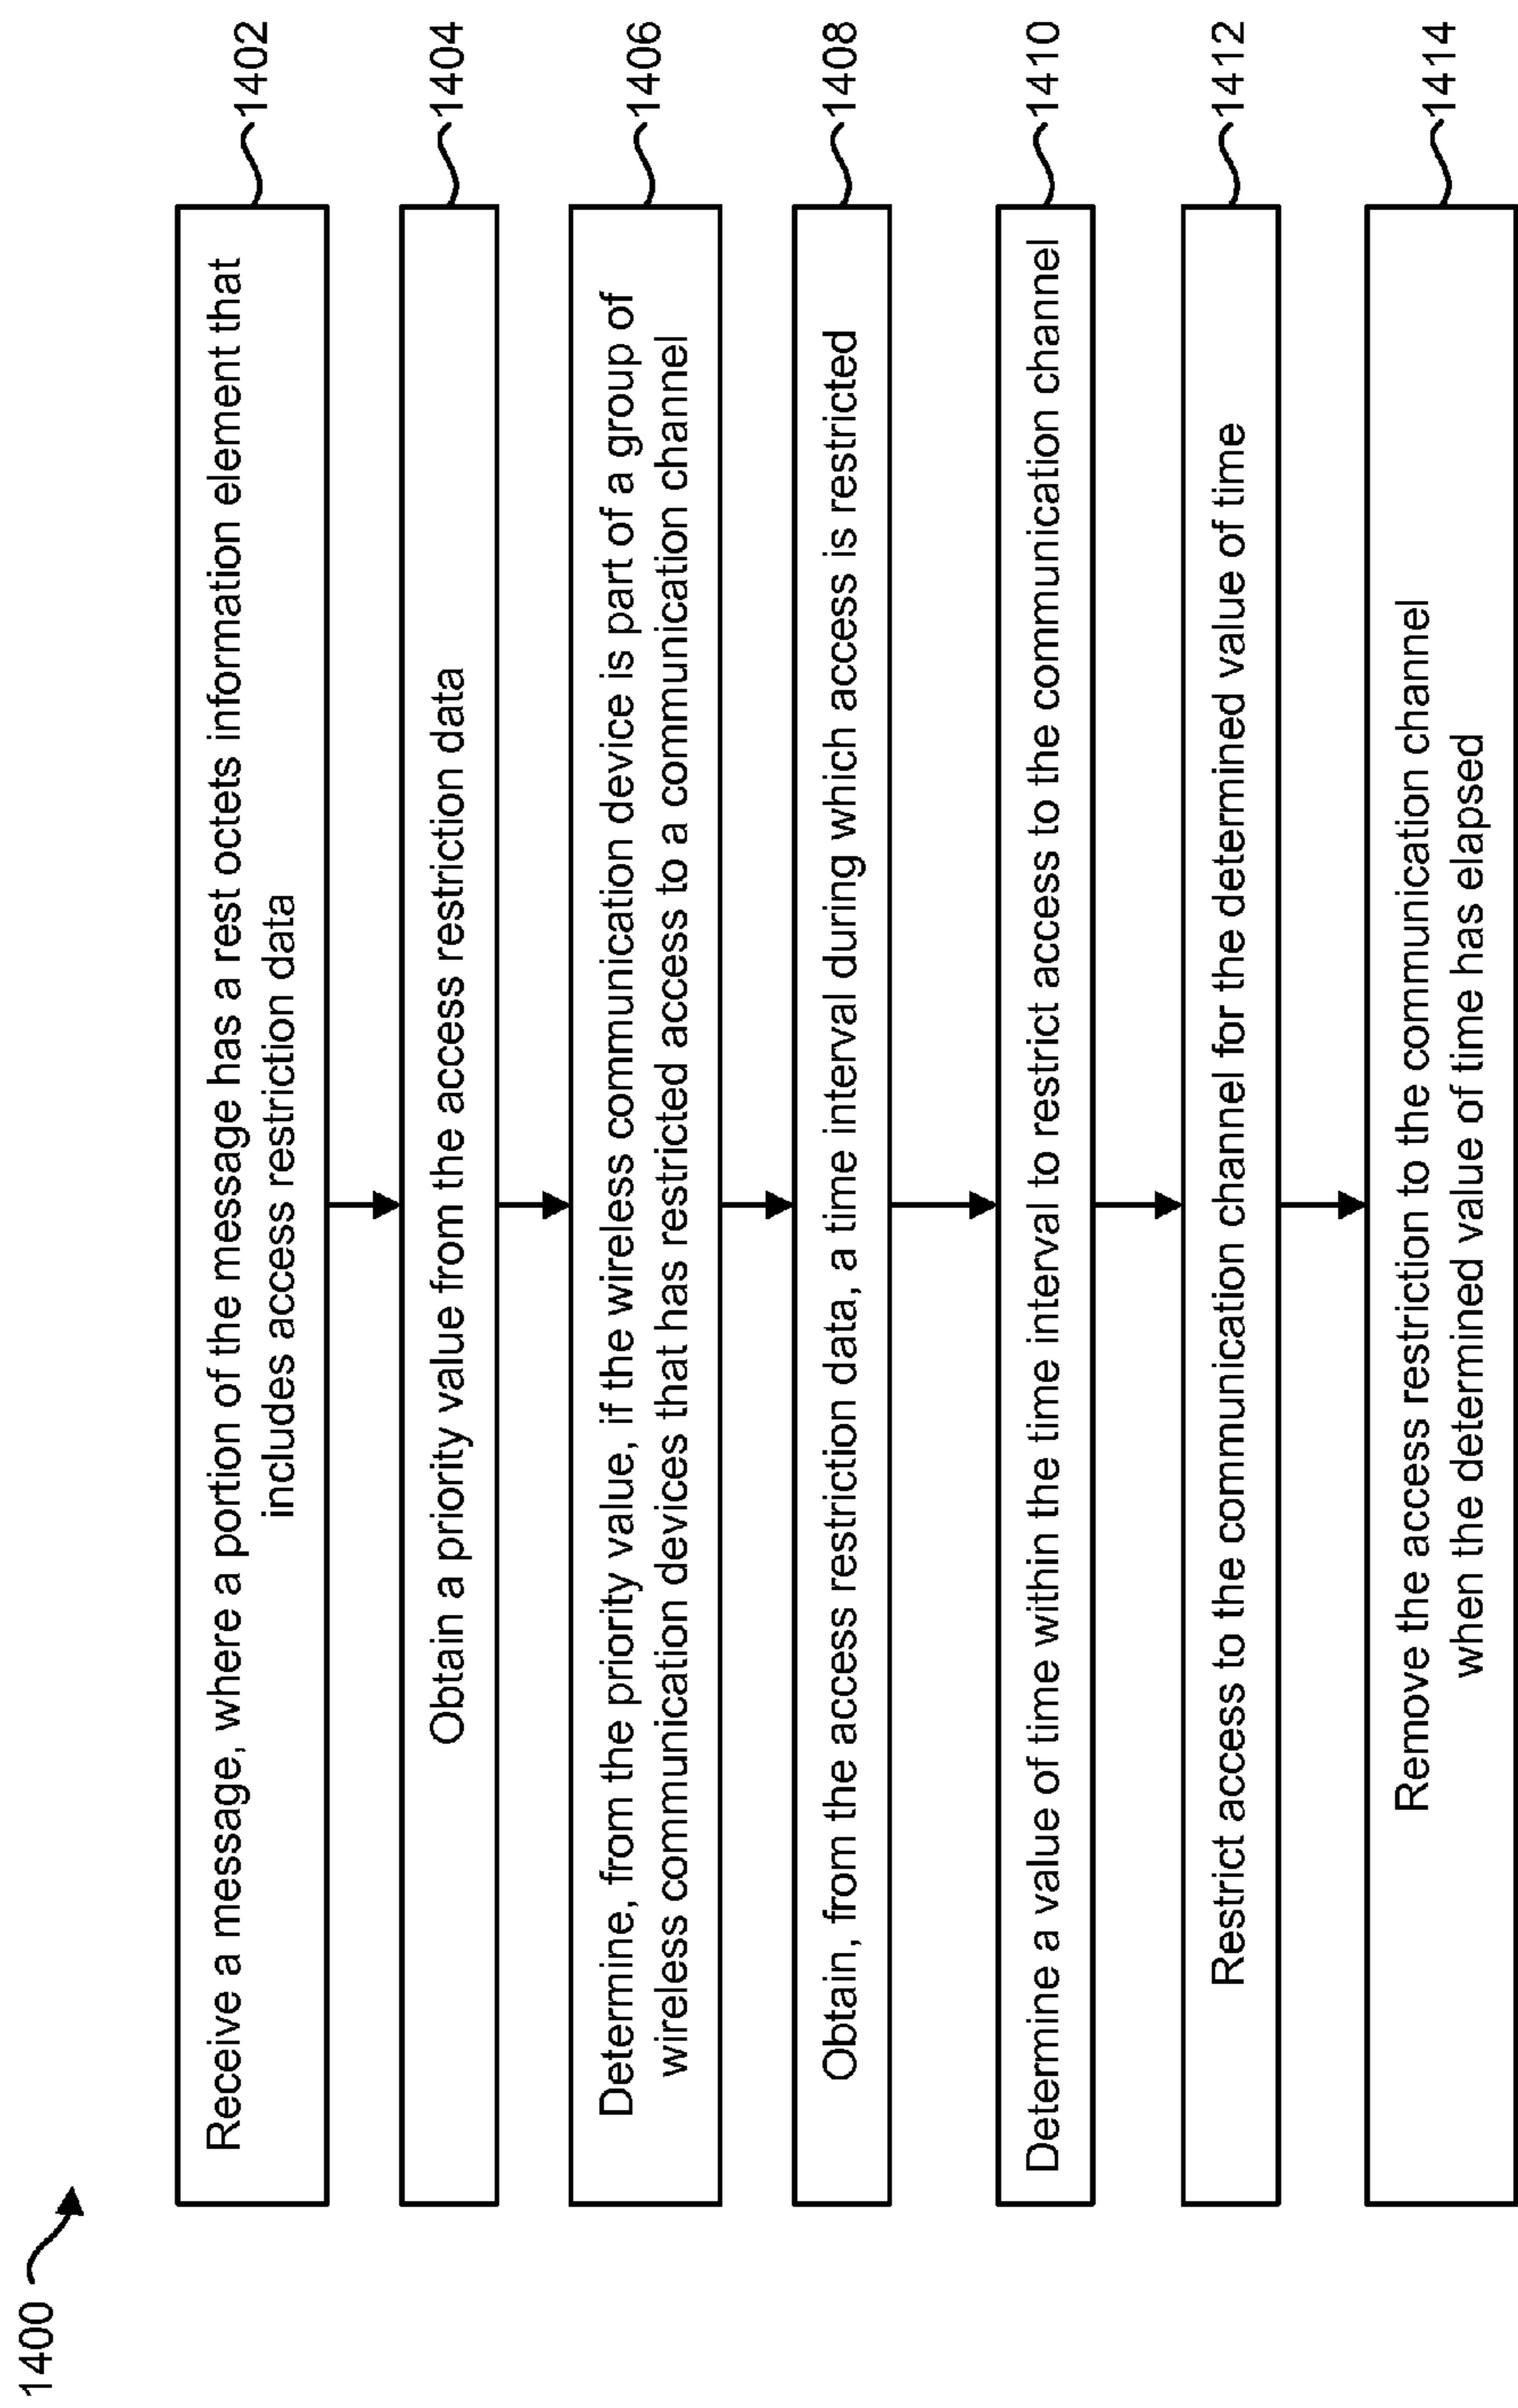 1400
Receive a message, where a portion of the message has a rest octets information element that
includes access restriction data
1402
Obtain a priority value from the access restriction data
1404
Determine, from the priority value, if the wireless communication device is part of a group of
wireless communication devices that has restricted access to a communication channel
1406
Obtain, from the access restriction data, a time interval during which access is restricted
1408
Determine a value of time within the time interval to restrict access to the communication channel
1410
Restrict access to the communication channel for the determined value of time
1412
Remove the access restriction to the communication channel
when the determined value of time has elapsed
1414